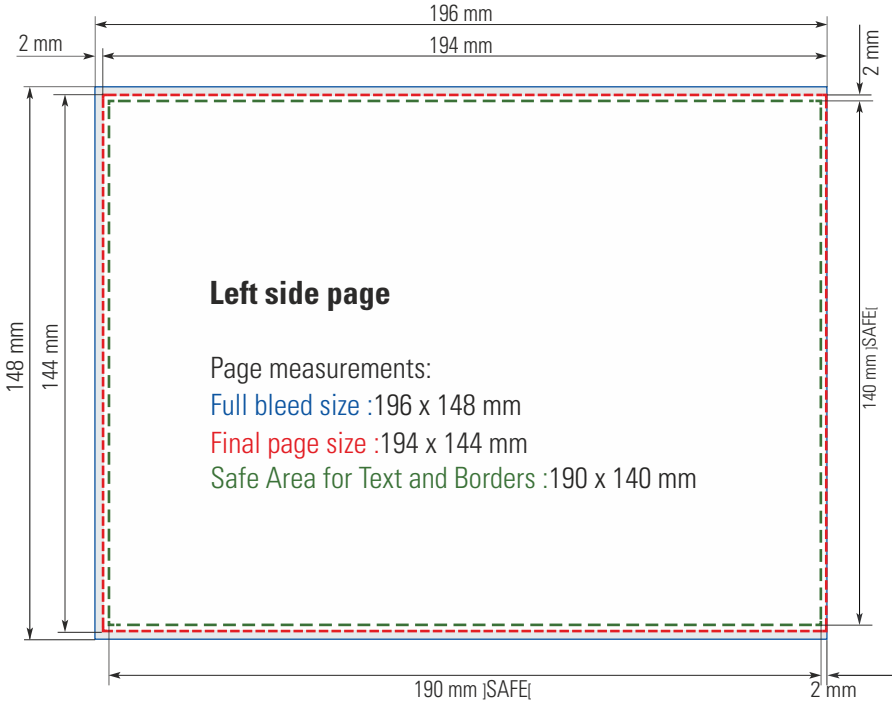 196 mm
2 mm
194 mm
2 mm
148 mm
144 mm
140 mm ]SAFE[
Left side page
Page measurements:
Full bleed size :196 x 148 mm
Final page size :194 x 144 mm
Safe Area for Text and Borders :190 x 140 mm
190 mm ]SAFE[
2 mm